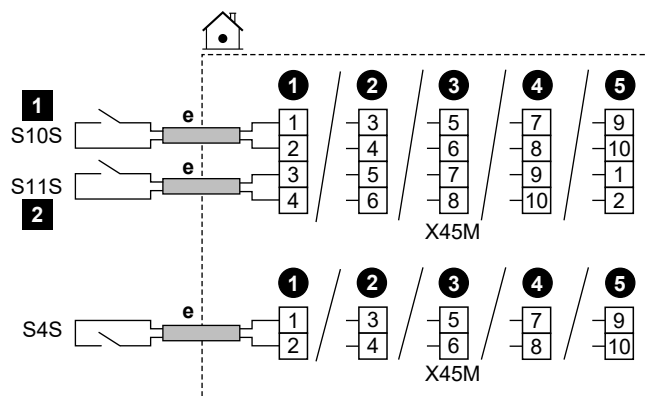 1 2 3 4 5
1
S10S
e
1 3 5 7 9
2 4 6 8 10
S11S
e
3 5 7 9 1
4 6 8 10 2
2
X45M
1 2 3 4 5
S4S
e
1 3 5 7 9
2 4 6 8 10
X45M